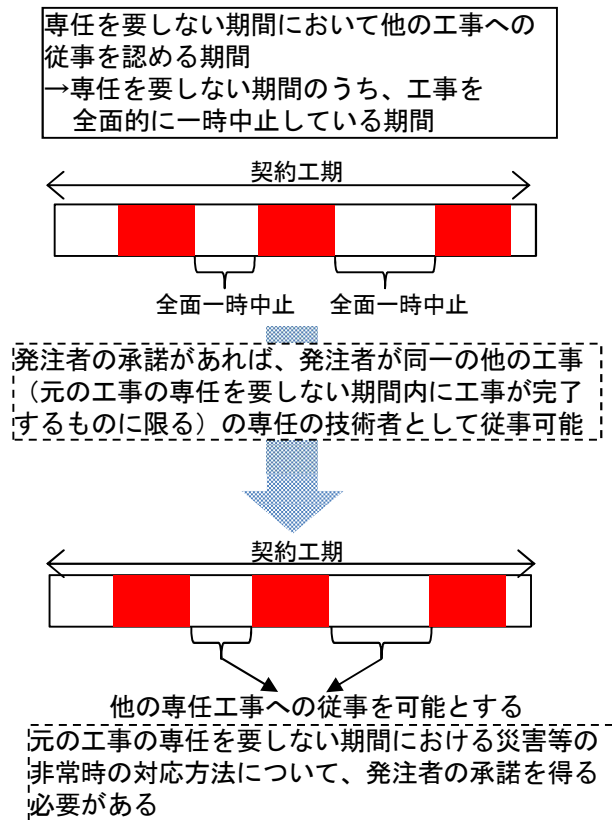 専任を要しない期間において他の工事への
従事を認める期間
→専任を要しない期間のうち、工事を
全面的に一時中止している期間
契約工期
全面一時中止 全面一時中止
発注者の承諾があれば、発注者が同一の他の工事
（元の工事の専任を要しない期間内に工事が完了
するものに限る）の専任の技術者として従事可能
契約工期
他の専任工事への従事を可能とする
元の工事の専任を要しない期間における災害等の
非常時の対応方法について、発注者の承諾を得る
必要がある